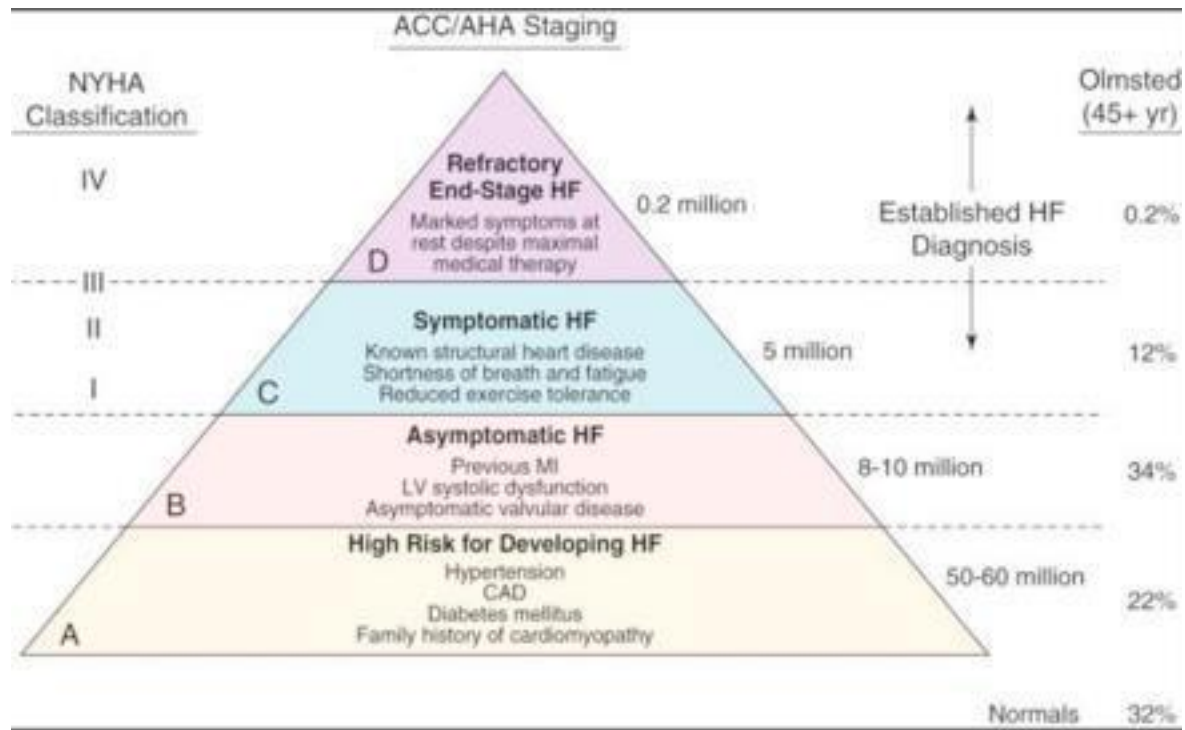 ACC/AHA Staging
NYHA
Classification
Olmsted
(45+ yr)
IV
Refractory
End-Stage HF
Marked symptoms at
rest despite maximal
medical therapy
D
0.2 million
Established HF
Diagnosis
0.2%
III
II
I
Symptomatic HF
Known structural heart disease
Shortness of breath and fatigue
Reduced exercise tolerance
C
5 million
12%
Asymptomatic HF
Previous MI
LV systolic dysfunction
Asymptomatic valvular disease
B
8-10 million
34%
High Risk for Developing HF
Hypertension
CAD
Diabetes mellitus
Family history of cardiomyopathy
A
50-60 million
22%
Normals 32%